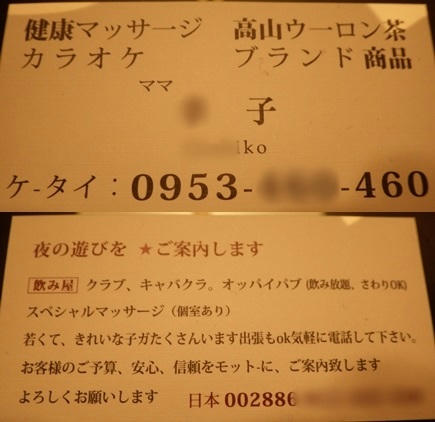 健康マッサージ 高山ウーロン茶
カラオケ ブランド商品
ママ
子
ko
ケ-タイ：0953- -460
夜の遊びを ★ご案内します
飲み屋 クラブ、キャバクラ。オッパイパブ (飲み放題、さわりOK)
スペシャルマッサージ（個室あり）
若くて、きれいな子ガたくさんいます出張もok気軽に電話して下さい。
お客様のご予算、安心、信頼をモット-に、ご案内致します
よろしくお願いします 日本 002886